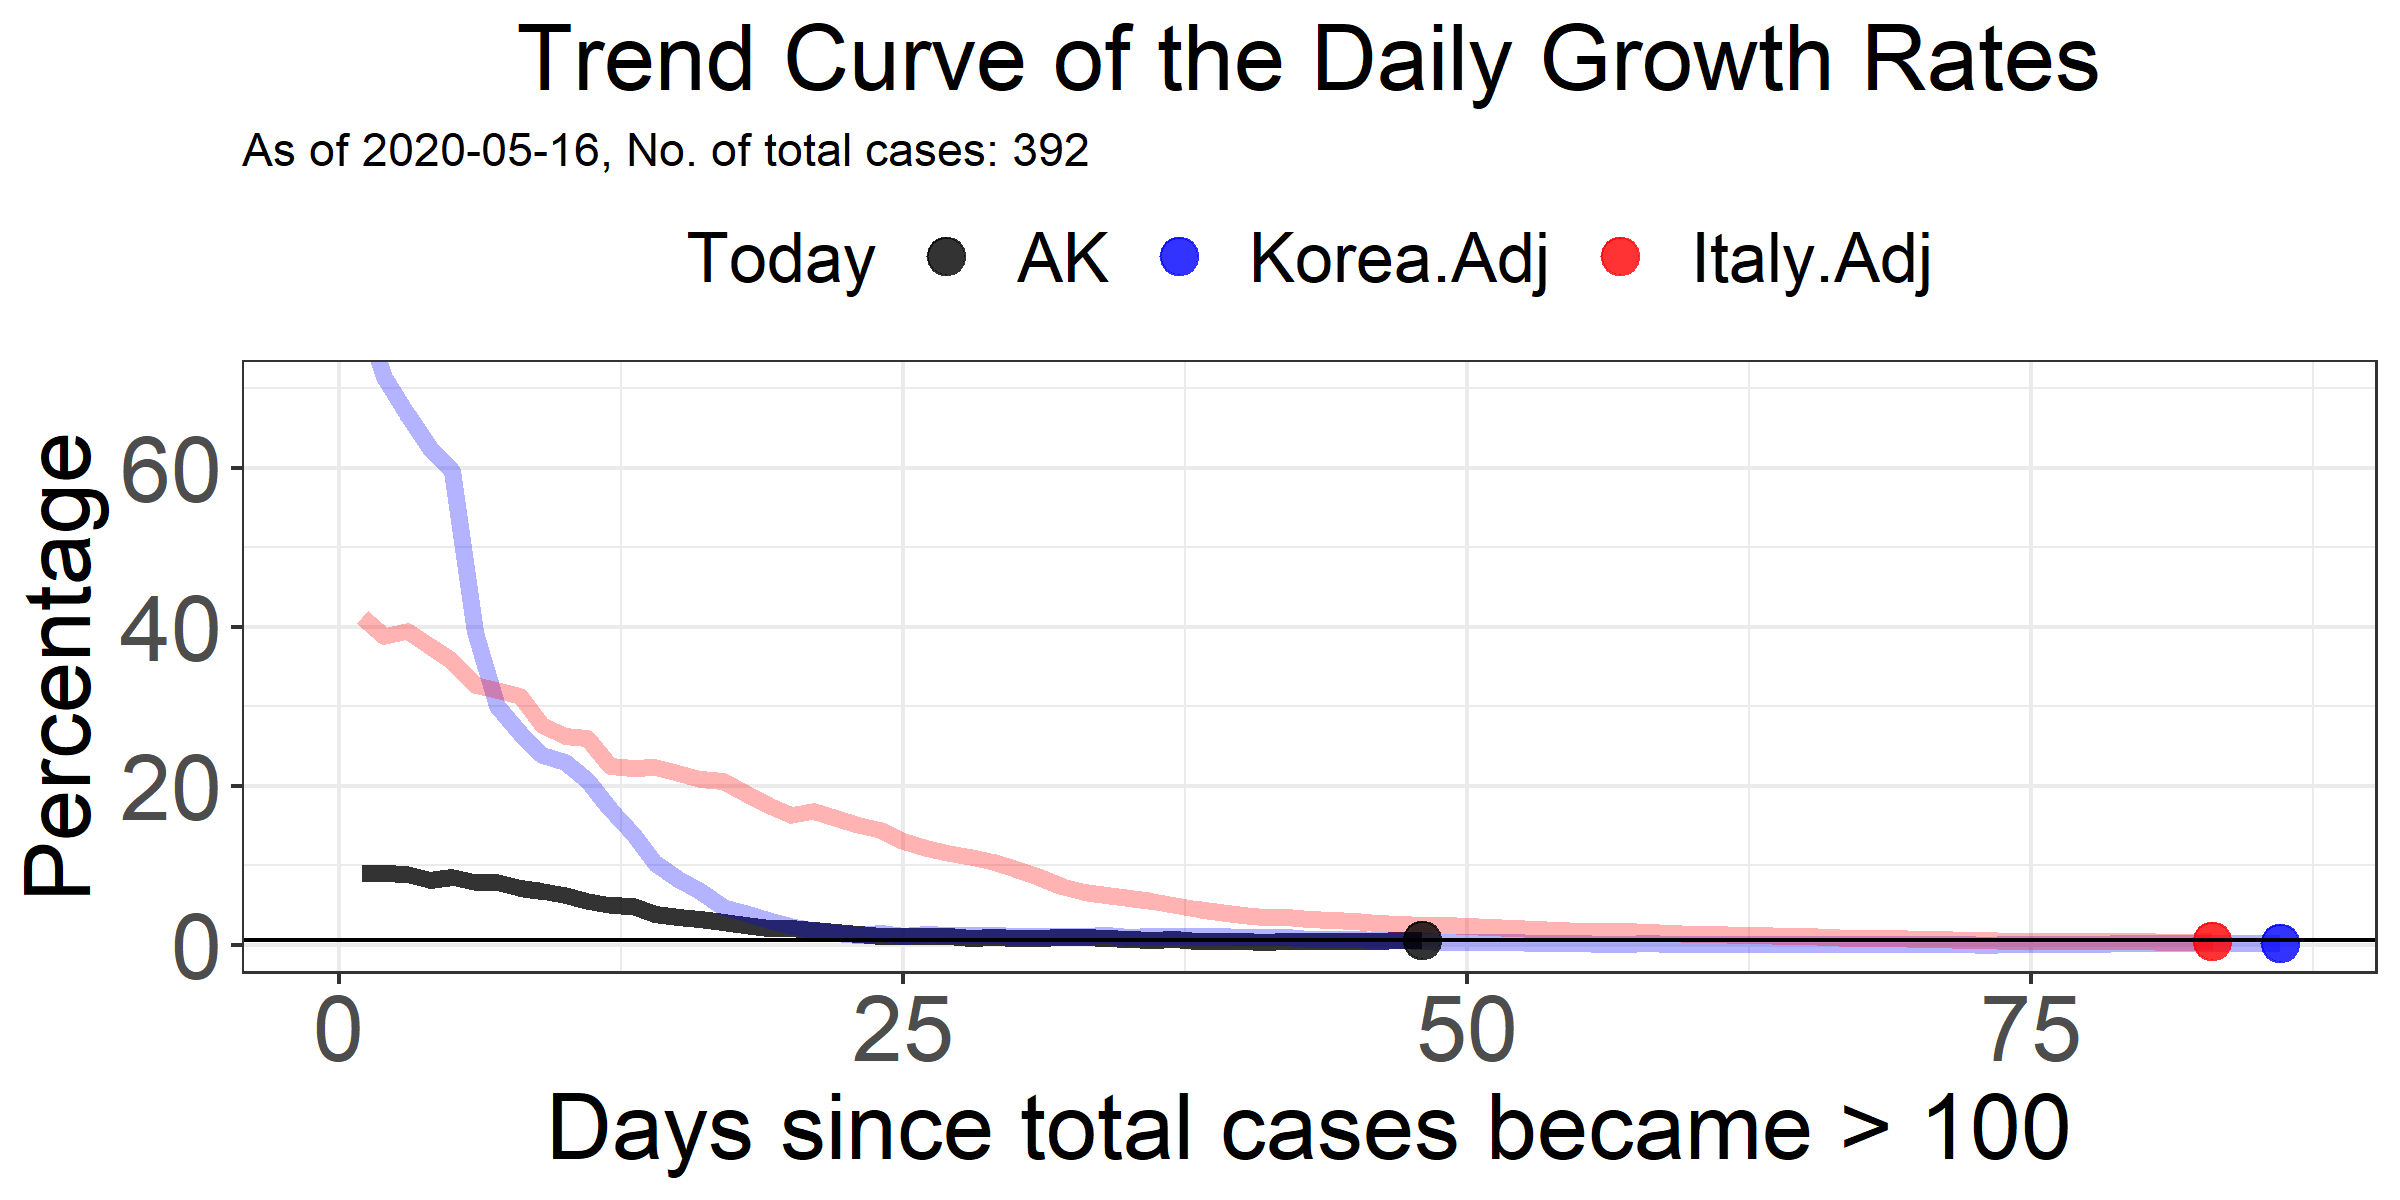 Trend Curve of the Daily Growth Rates
As of 2020-05-16, No. of total cases: 392
Today AK Korea.Adj Italy.Adj
Percentage
60
40
20
0
0 25 50 75
Days since total cases became > 100